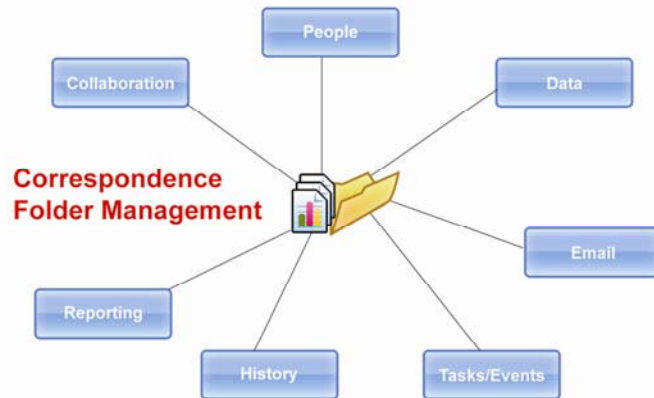 People
Collaboration
Data
Correspondence
Folder Management
Email
Reporting
History
Tasks/Events